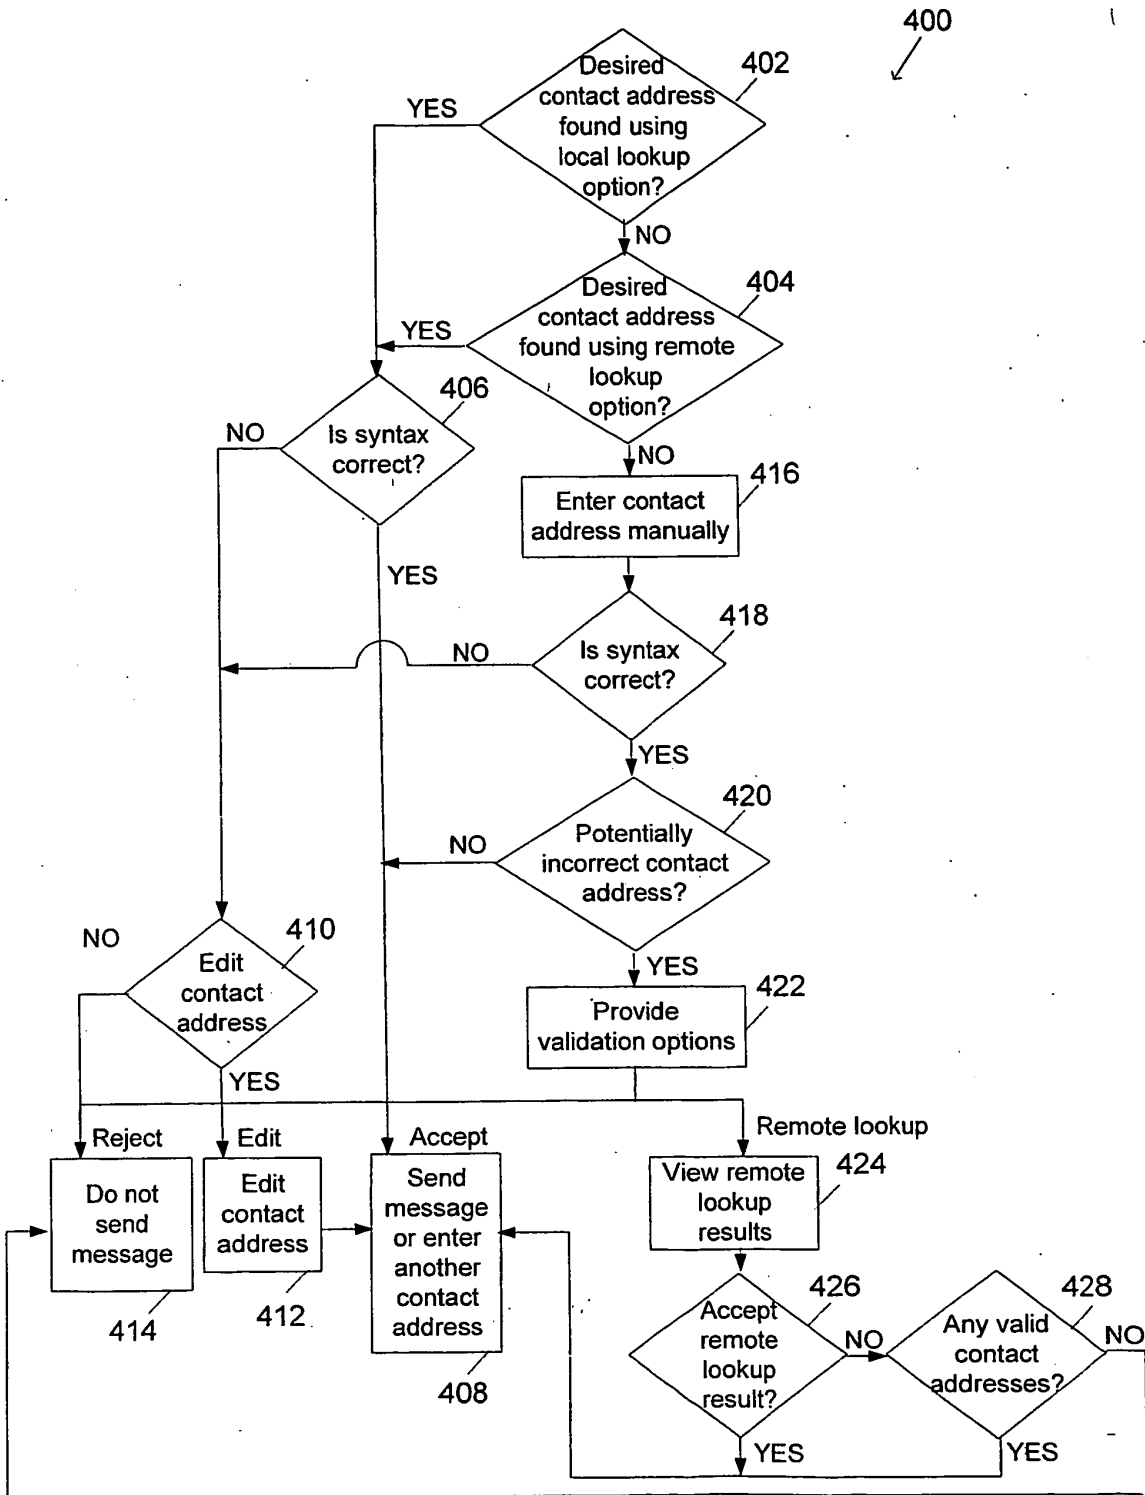 400
402
Desired
contact address
found using
local lookup
option?
YES
NO
404
Desired
contact address
found using remote
lookup
option?
YES
NO
406
Is syntax
correct?
NO
YES
416
Enter contact
address manually
418
Is syntax
correct?
NO
YES
420
Potentially
incorrect contact
address?
NO
YES
410
Edit
contact
address
NO
YES
422
Provide
validation options
Reject
Edit
Accept
Remote lookup
Do not
send
message
414
Edit
contact
address
412
Send
message
or enter
another
contact
address
408
View remote
lookup
results
424
Accept
remote
lookup
result?
426
NO
YES
Any valid
contact
addresses?
428
NO
YES